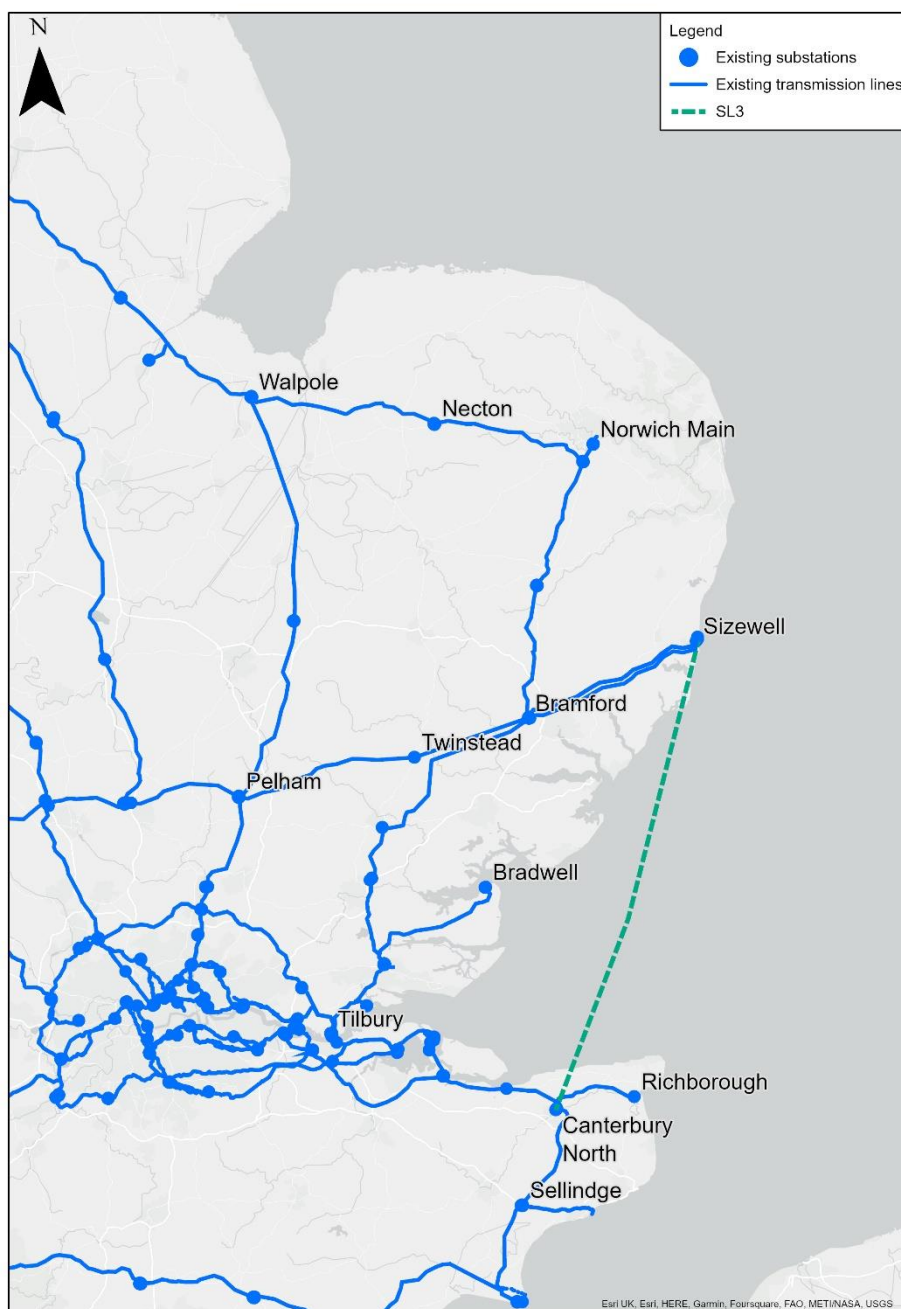 N
Legend
Existing substations
Existing transmission lines
SL3
Walpole
Necton
Norwich Main
Sizewell
Bramford
Twinstead
Pelham
Bradwell
Tilbury
Richborough
Canterbury
North
Sellindge
Esri UK, Esri, HERE, Garmin, Foursquare, FAO, METI/NASA, USGS